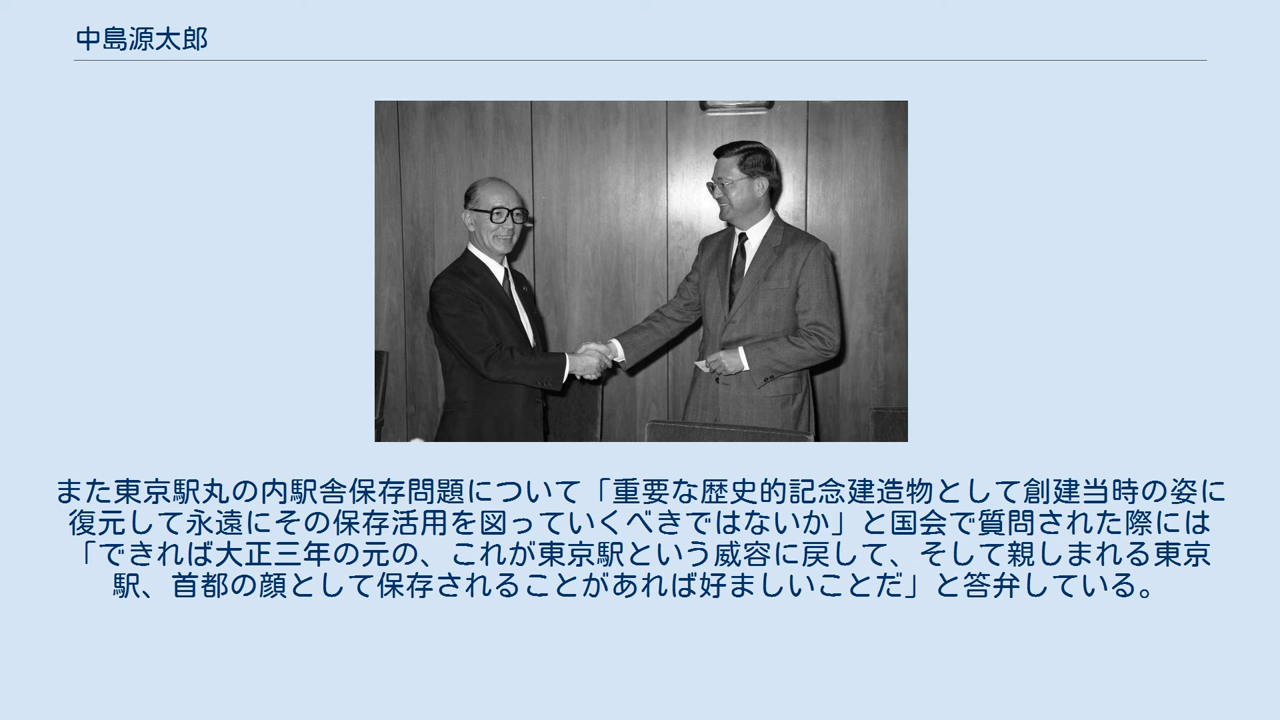 中島源太郎
また東京駅丸の内駅舎保存問題について「重要な歴史的記念建造物として創建当時の姿に
復元して永遠にその保存活用を図っていくべきではないか」と国会で質問された際には
「できれば大正三年の元の、これが東京駅という威容に戻して、そして親しまれる東京
駅、首都の顔として保存されることがあれば好ましいことだ」と答弁している。